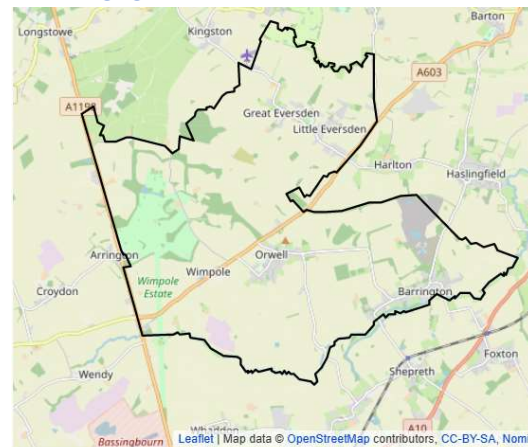 Longstowe
Kingston
Barton
A603
A1198
Great Eversden
Little Eversden
Harlton
Haslingfield
Arrington
Orwell
Wimpole
Wimpole
Estate
Croydon
Barrington
Foxton
Shepreth
Wendy
A10
Whaddon
Bassingbourn
Leaflet | Map data © OpenStreetMap contributors, CC-BY-SA, Nom